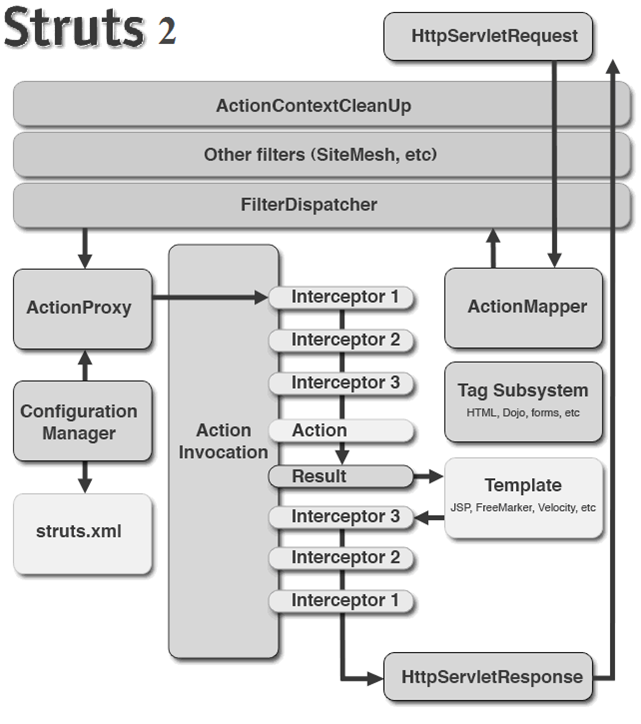 Struts 2
HttpServletRequest
ActionContextCleanUp
Other filters (SiteMesh, etc)
FilterDispatcher
ActionProxy
Configuration
Manager
struts.xml
Action
Invocation
Interceptor 1
Interceptor 2
Interceptor 3
Action
Result
Interceptor 3
Interceptor 2
Interceptor 1
ActionMapper
Tag Subsystem
HTML, Dojo, forms, etc
Template
JSP, FreeMarker, Velocity, etc
HttpServletResponse